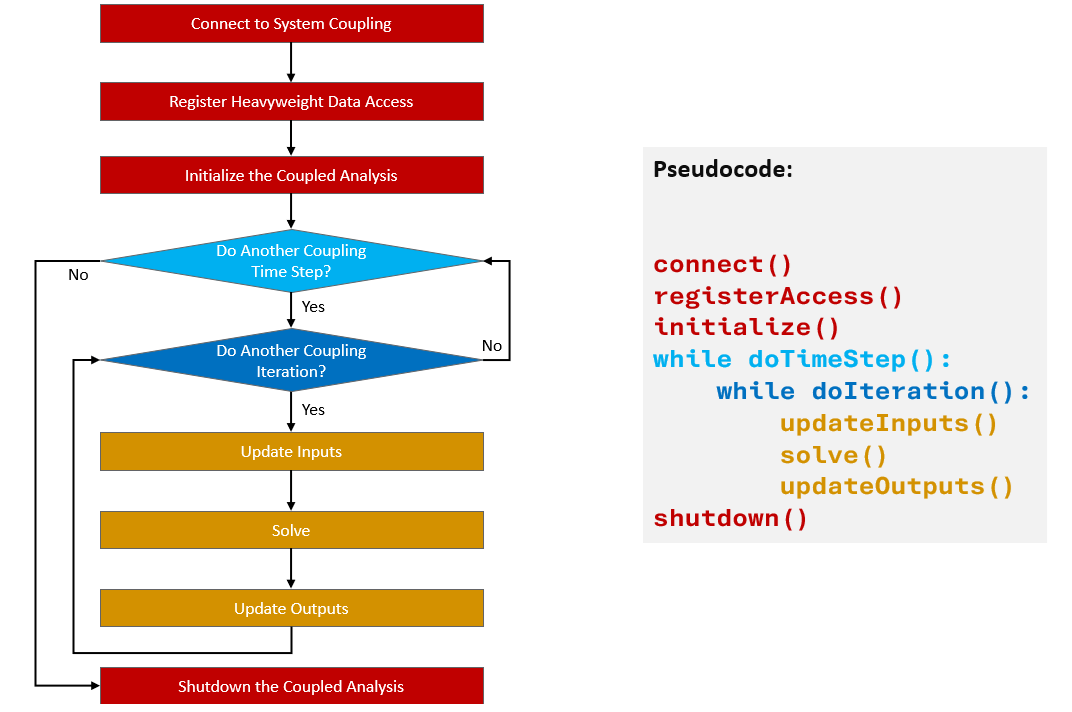 Connect to System Coupling
Register Heavyweight Data Access
Initialize the Coupled Analysis
Do Another Coupling
Time Step?
No
Yes
Do Another Coupling
Iteration?
No
Yes
Update Inputs
Solve
Update Outputs
Shutdown the Coupled Analysis
Pseudocode:
connect()
registerAccess()
initialize()
while doTimeStep():
    while doIteration():
        updateInputs()
        solve()
        updateOutputs()
shutdown()